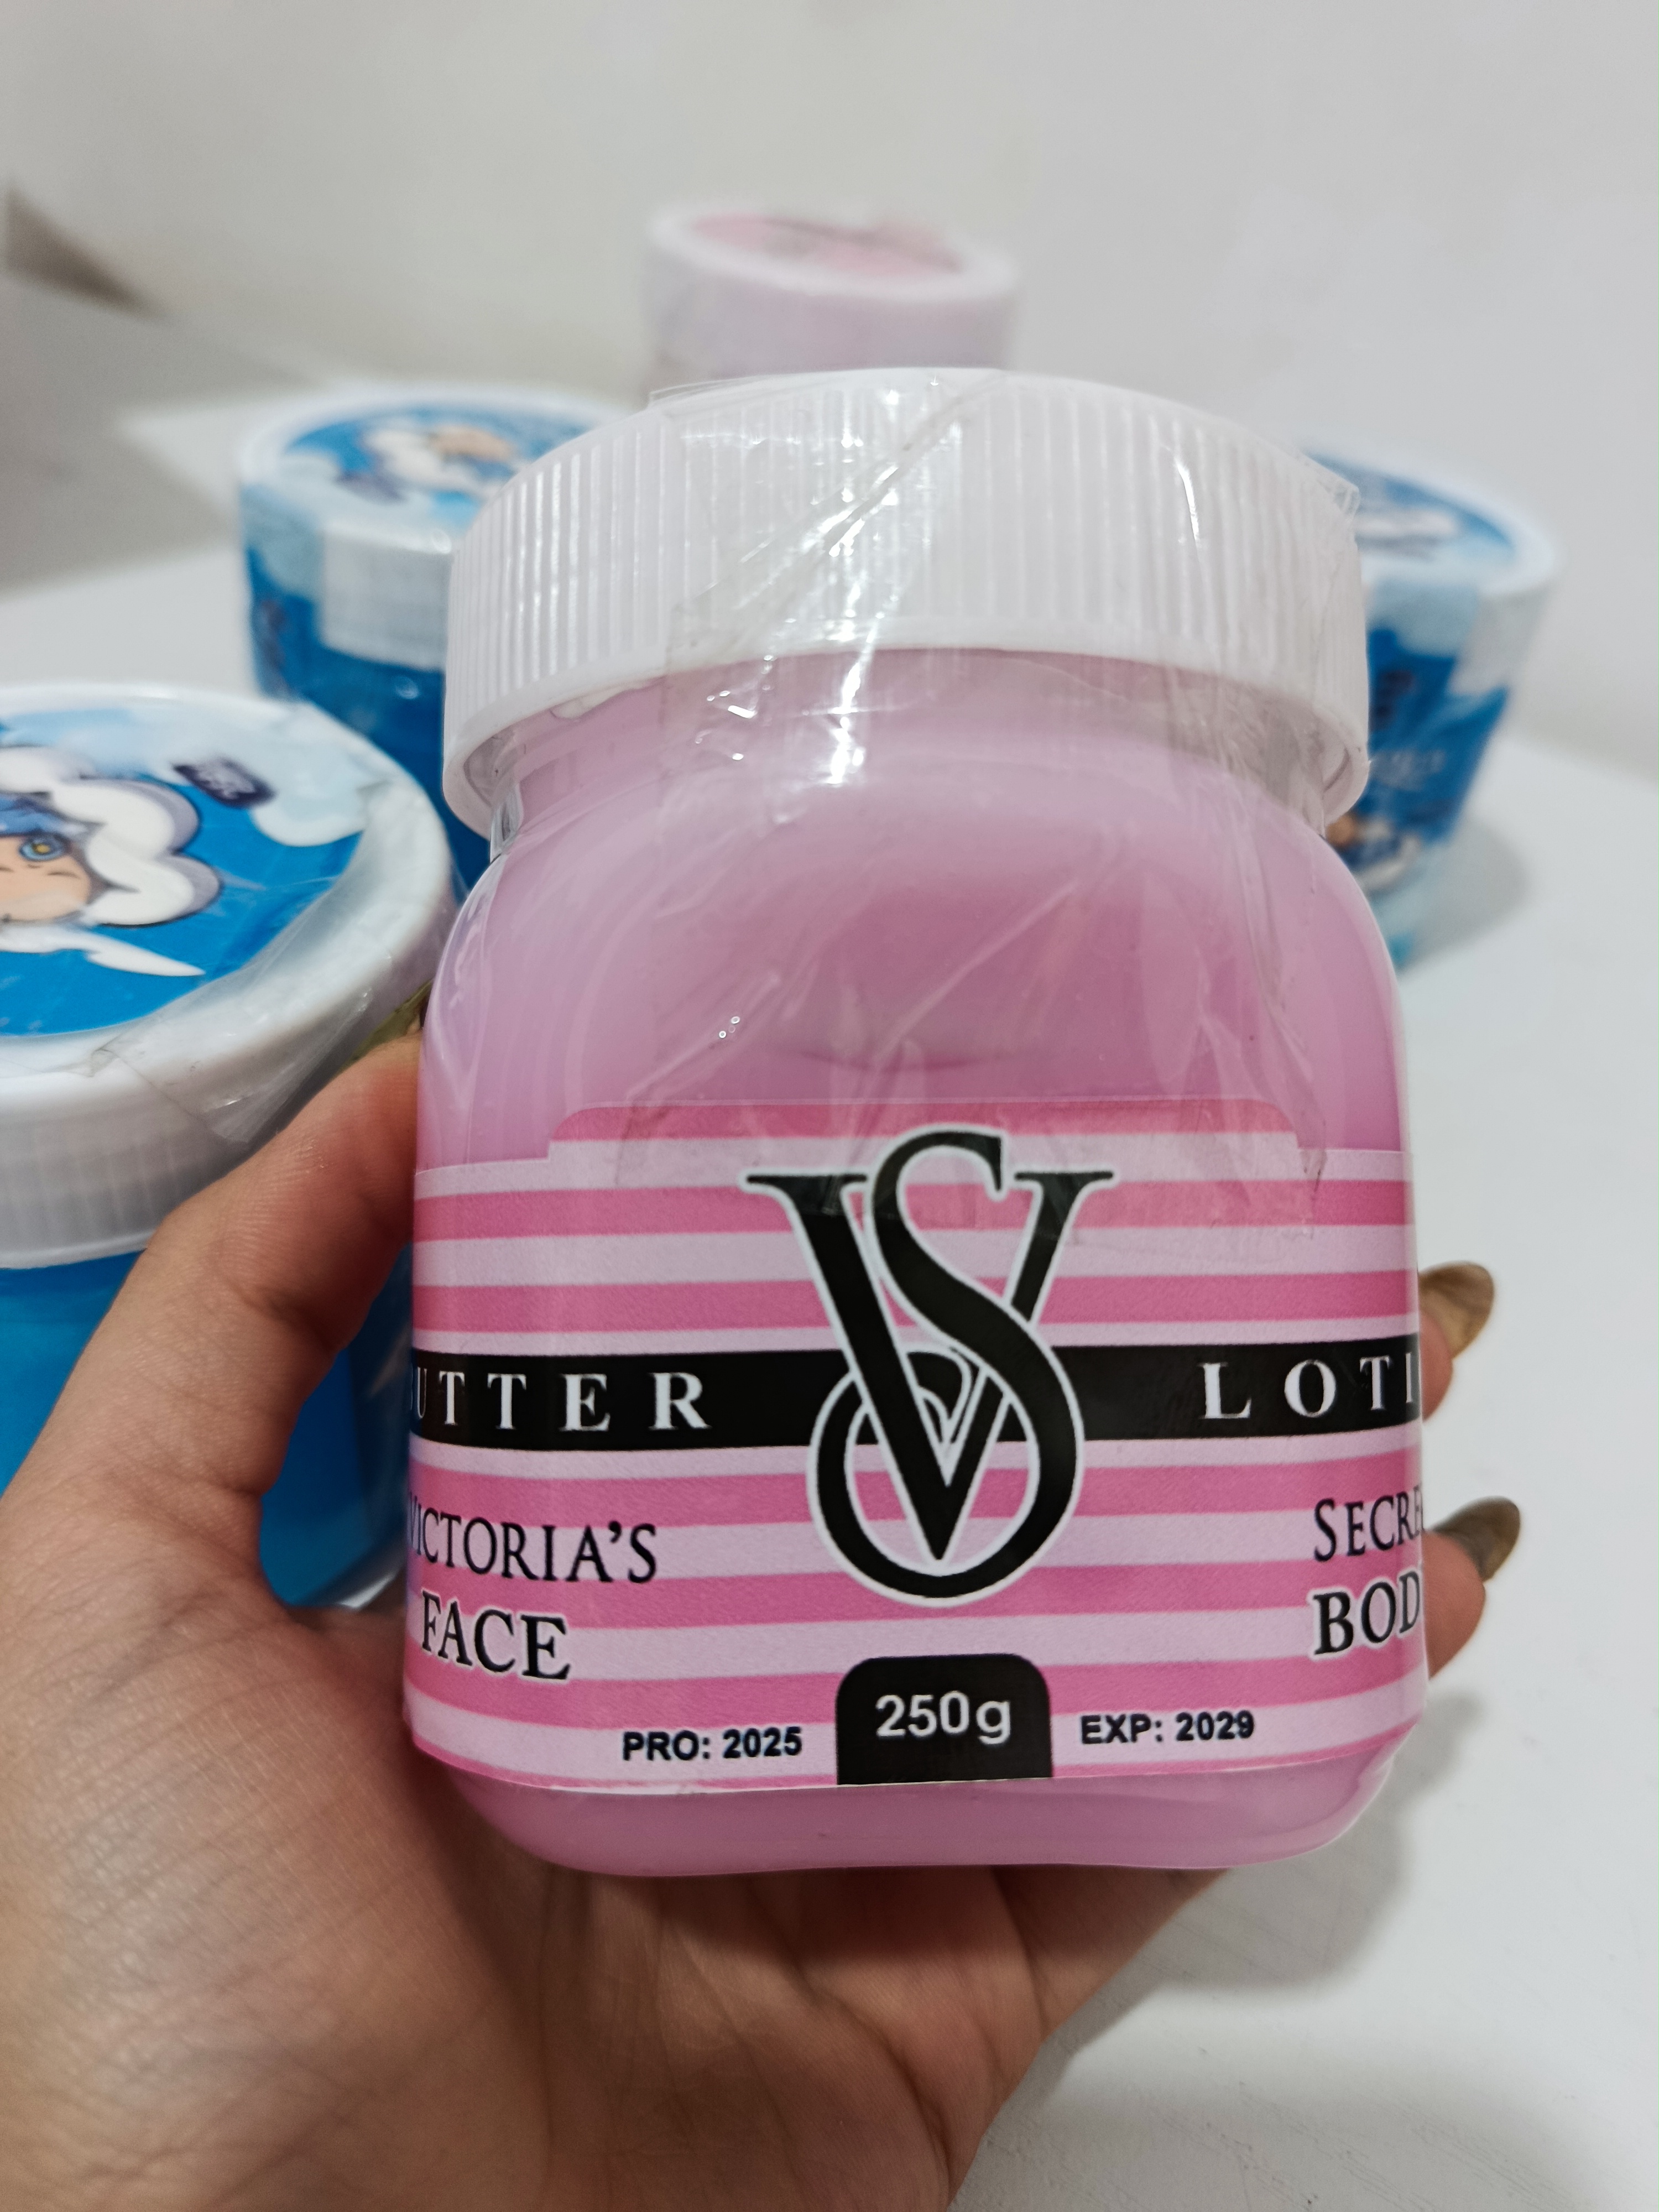 VS
UTTER LOTI
VICTORIA'S SECRE
FACE BOD
250g
PRO: 2025 EXP: 2029